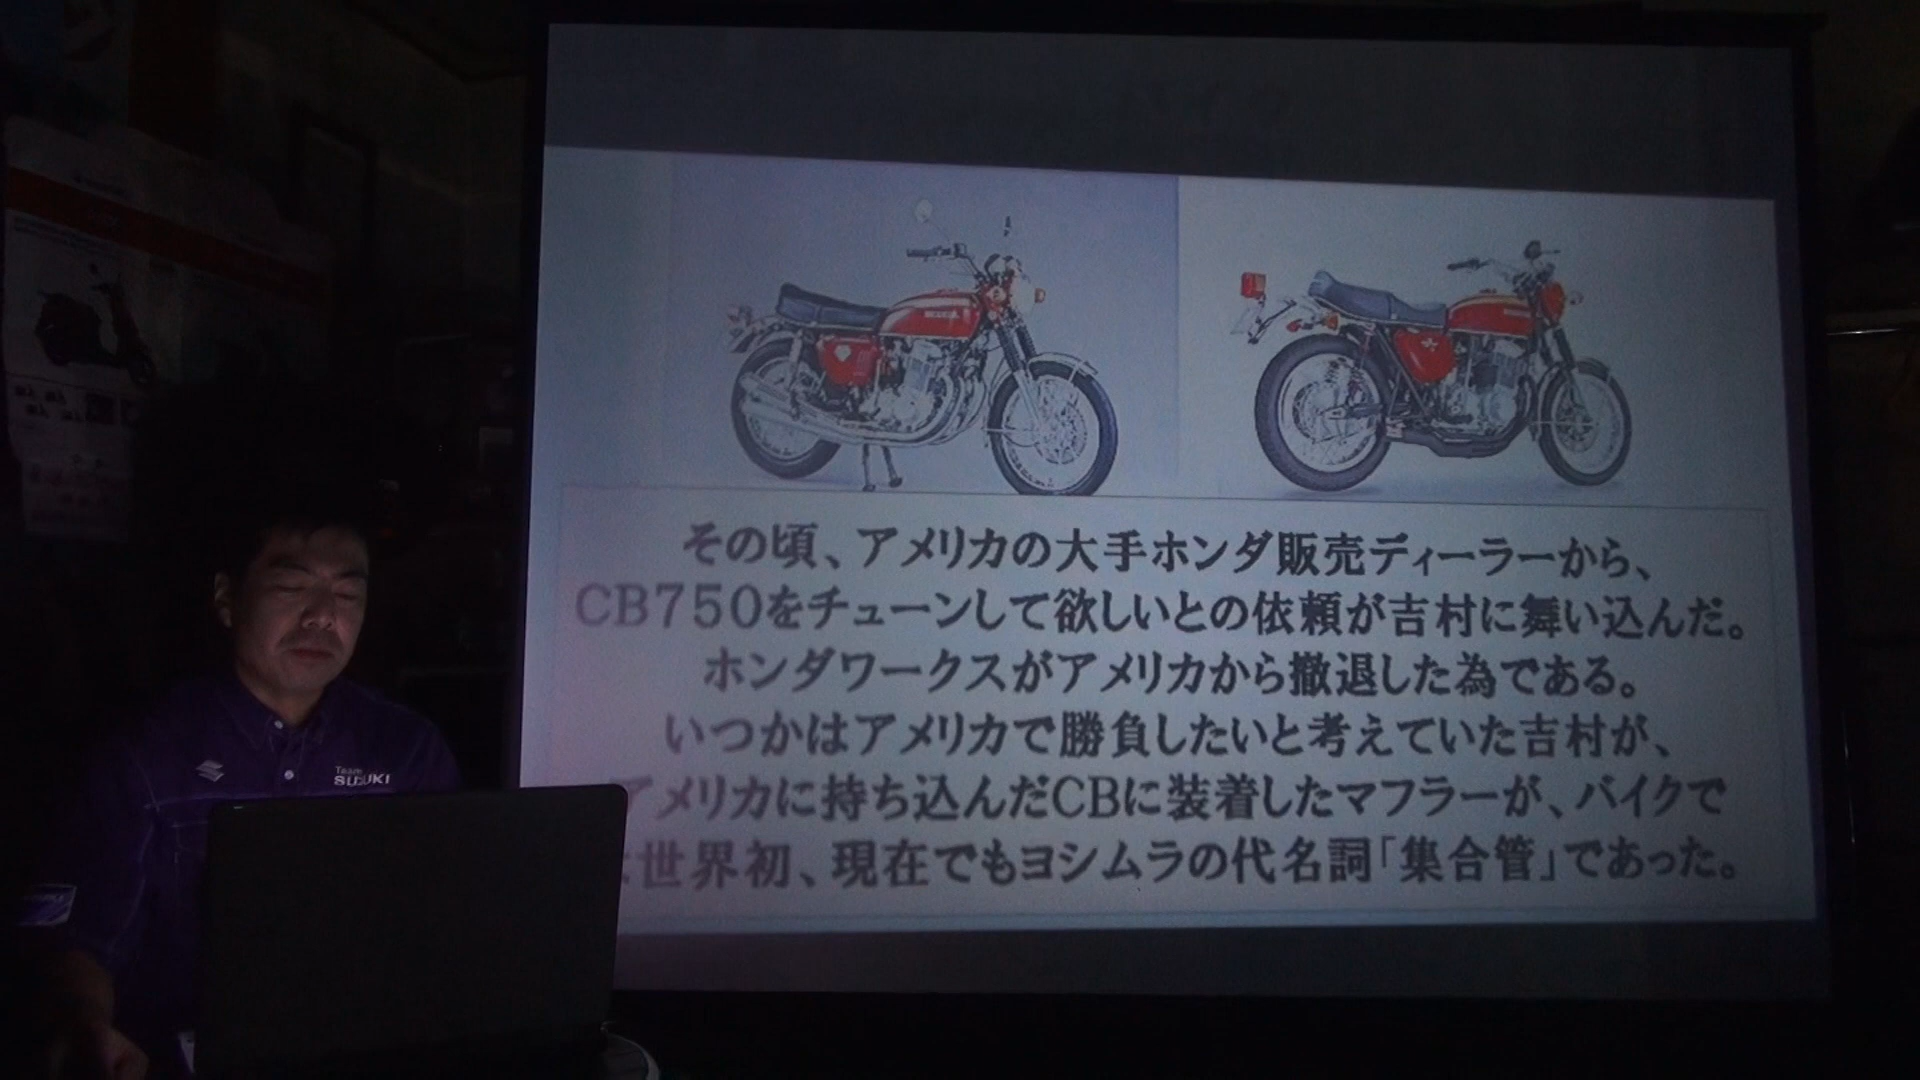 その頃、アメリカの大手ホンダ販売ディーラーから、
CB750をチューンして欲しいとの依頼が吉村に舞い込んだ。
ホンダワークスがアメリカから撤退した為である。
いつかはアメリカで勝負したいと考えていた吉村が、
アメリカに持ち込んだCBに装着したマフラーが、バイクで
は世界初、現在でもヨシムラの代名詞「集合管」であった。
Team
SUZUKI